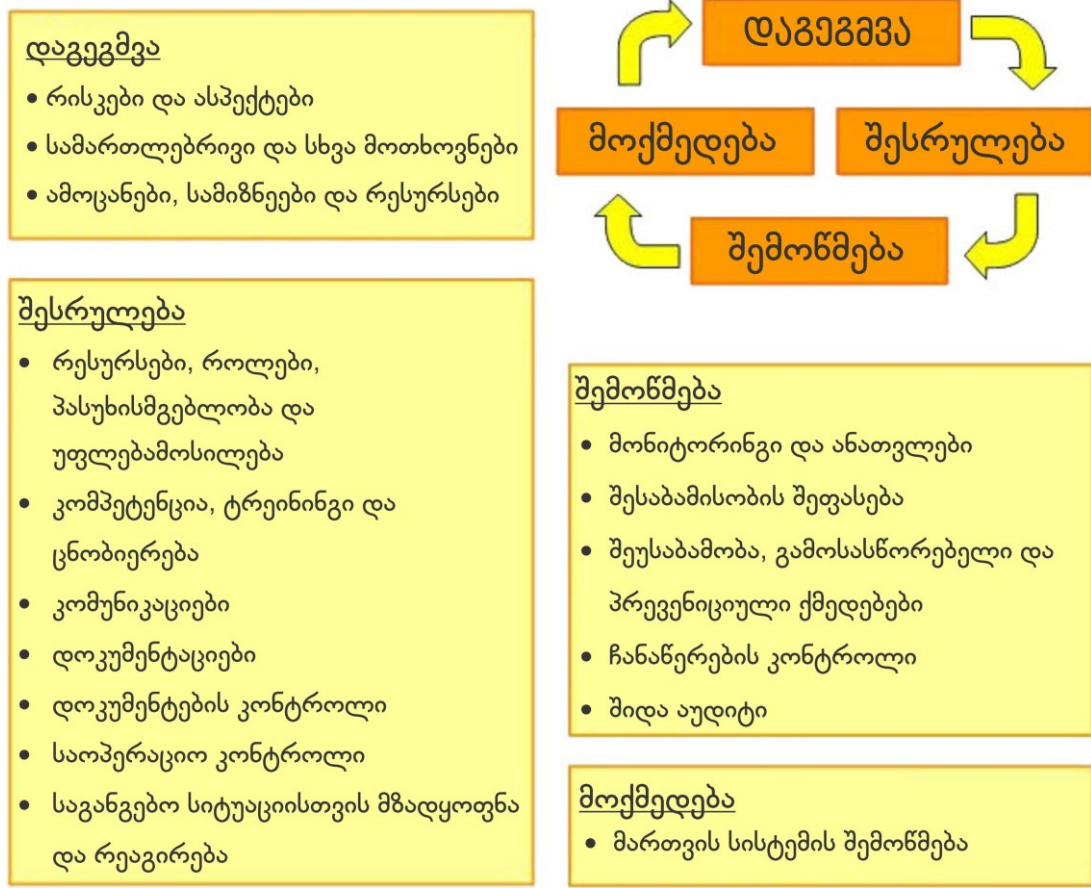 დაგეგმვა
• რისკები და ასპექტები
• სამართლებრივი და სხვა მოთხოვნები
• ამოცანები, სამიზნეები და რესურსები
დაგეგმვა
მოქმედება
შესრულება
შემოწმება
შესრულება
• რესურსები, როლები,
პასუხისმგებლობა და
უფლებამოსილება
• კომპეტენცია, ტრეინინგი და
ცნობიერება
• კომუნიკაციები
• დოკუმენტაციები
• დოკუმენტების კონტროლი
• საოპერაციო კონტროლი
• საგანგებო სიტუაციისთვის მზადყოფნა
და რეაგირება
შემოწმება
• მონიტორინგი და ანათვლები
• შესაბამისობის შეფასება
• შეუსაბამობა, გამოსასწორებელი და
პრევენიციული ქმედებები
• ჩანაწერების კონტროლი
• შიდა აუდიტი
მოქმედება
• მართვის სისტემის შემოწმება